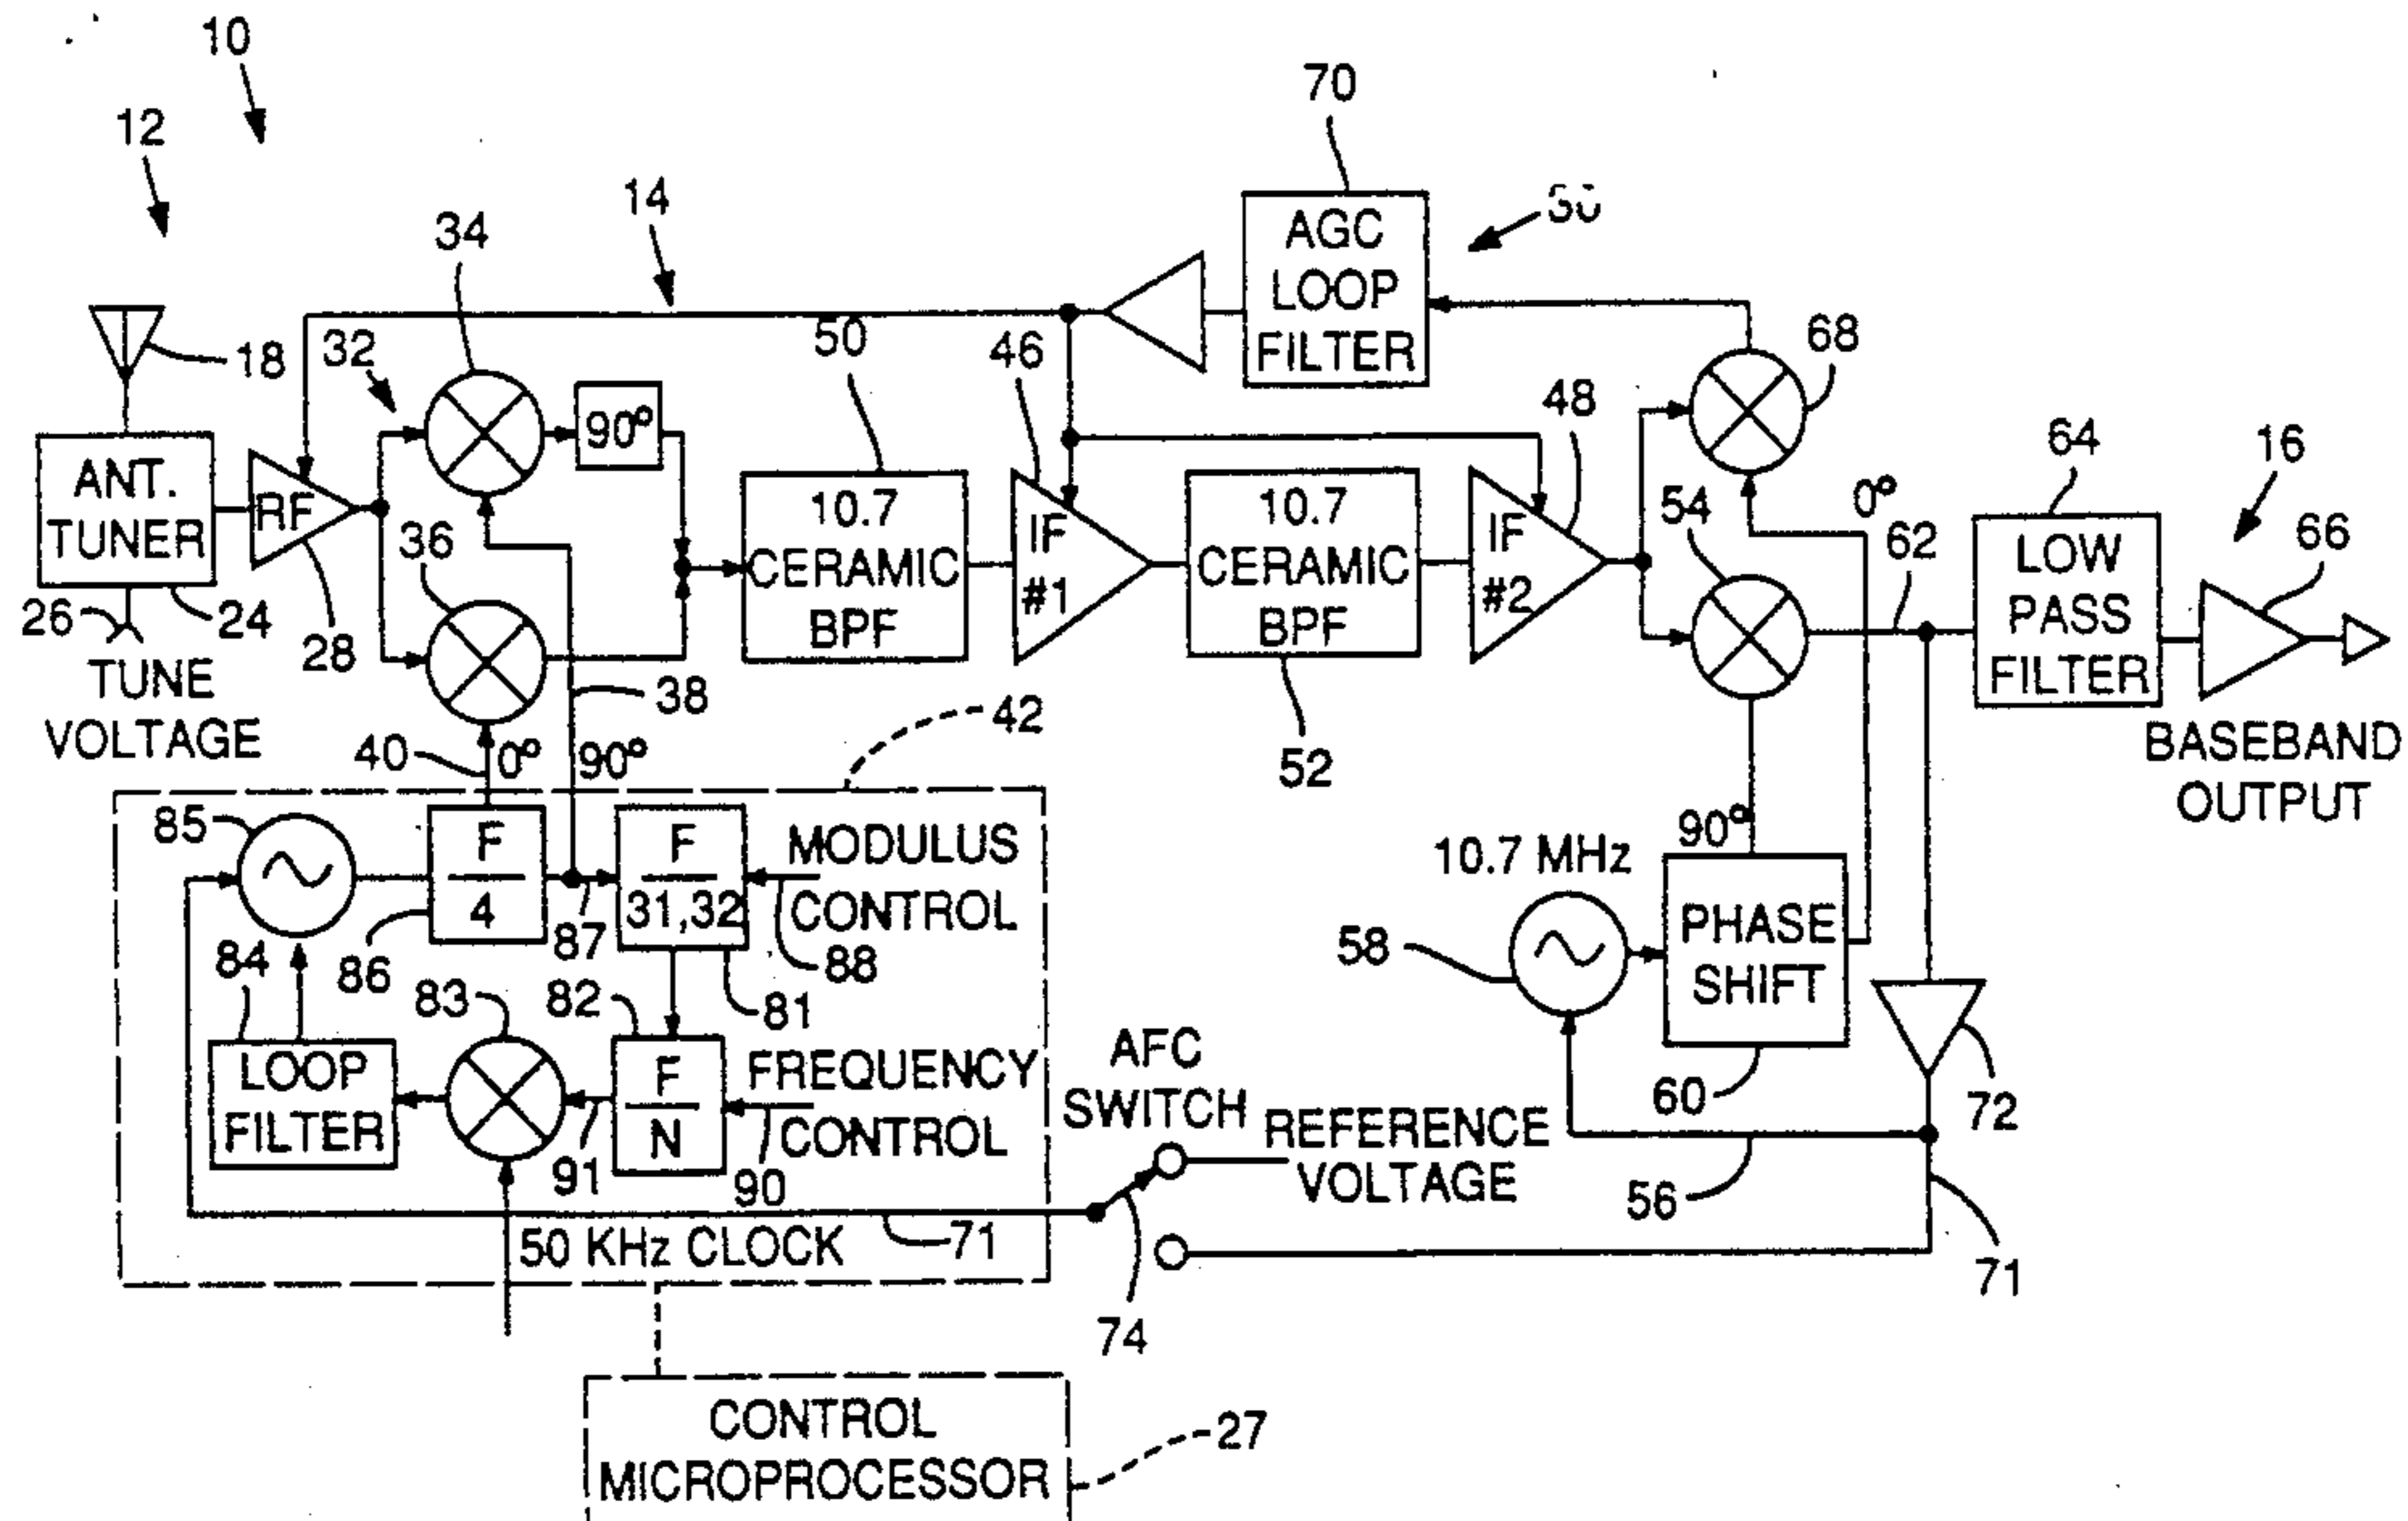 10
12
14
70
34
AGC
LOOP
FILTER
18
32
50
46
68
90°
48
64
16
ANT.
TUNER
RF
10.7
CERAMIC
BPF
IF
#1
10.7
CERAMIC
BPF
IF
#2
0°
54
62
LOW
PASS
FILTER
66
36
26
24
28
TUNE
VOLTAGE
38
42
52
BASEBAND
OUTPUT
40
0°
90°
85
F
4
F
31,32
MODULUS
CONTROL
87
88
84
86
83
82
81
10.7 MHz
90°
58
PHASE
SHIFT
60
72
LOOP
FILTER
F
N
FREQUENCY
CONTROL
91
90
AFC
SWITCH
REFERENCE
VOLTAGE
56
50 KHz CLOCK
71
74
71
CONTROL
MICROPROCESSOR
27